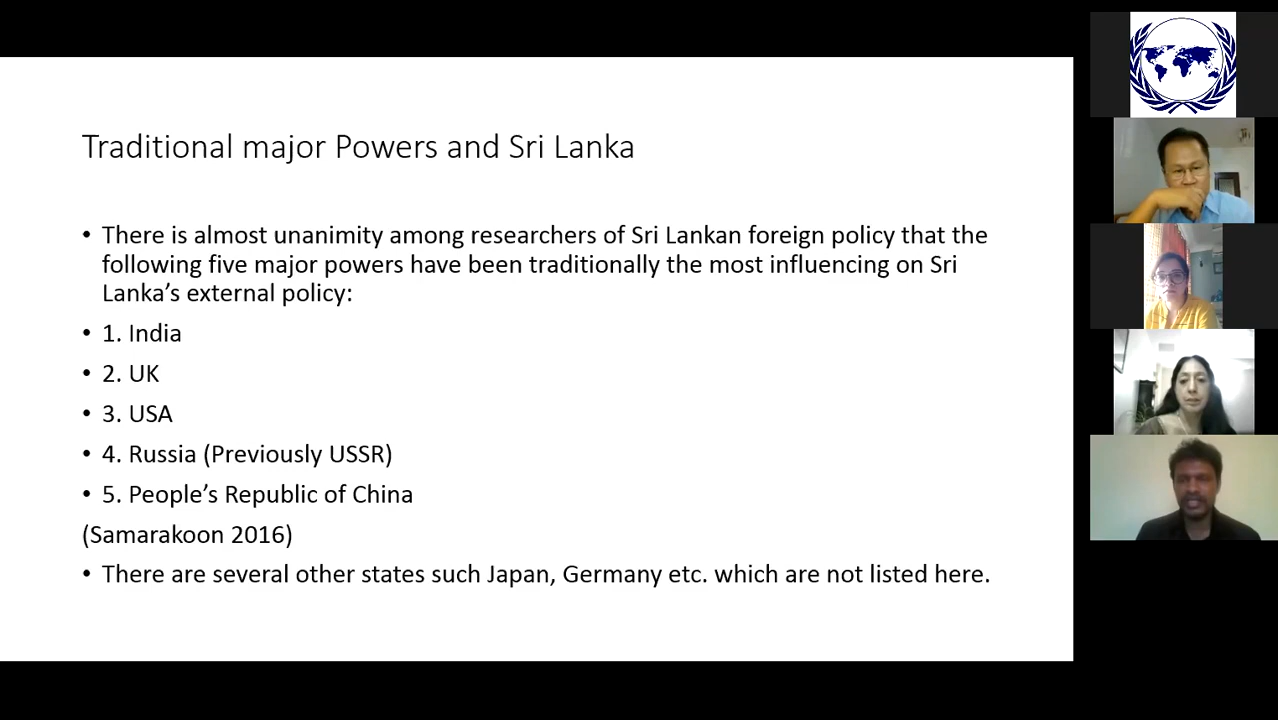 Traditional major Powers and Sri Lanka
• There is almost unanimity among researchers of Sri Lankan foreign policy that the
following five major powers have been traditionally the most influencing on Sri
Lanka's external policy:
• 1. India
• 2. UK
• 3. USA
• 4. Russia (Previously USSR)
• 5. People's Republic of China
(Samarakoon 2016)
• There are several other states such Japan, Germany etc. which are not listed here.